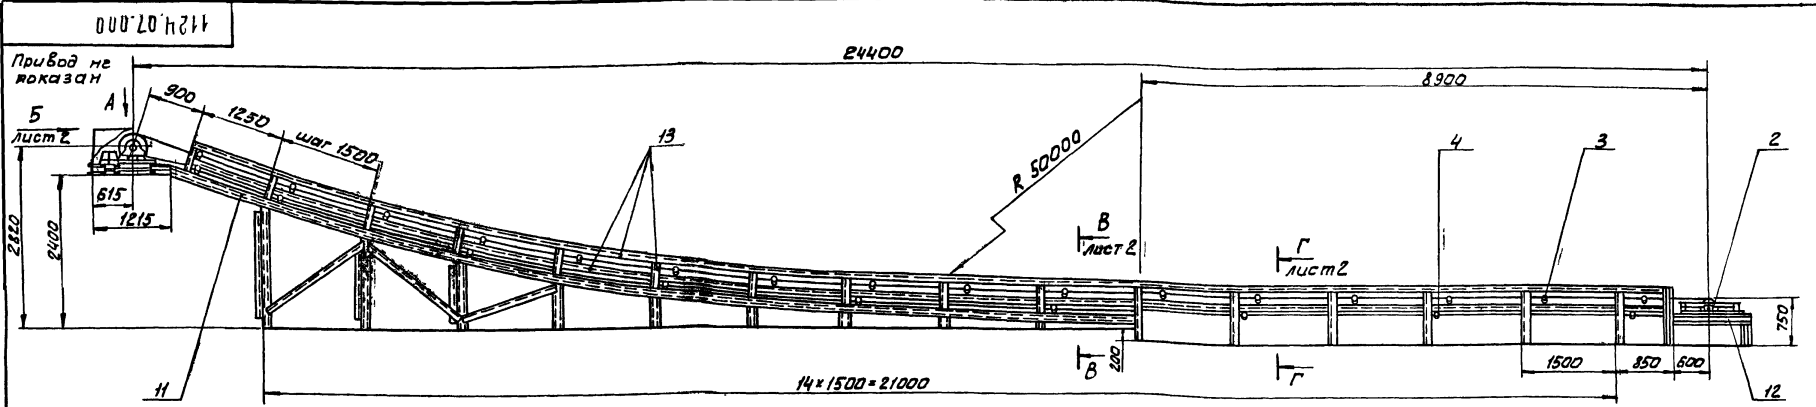 1124.07.000
Привод не
показан
24400
8900
А
Б
лист 2
900
1250
шаг 1500
13
R 50000
4
3
2
В
лист 2
Г
лист 2
615
1215
2820
2400
750
200
В
Г
1500
850
600
11
14×1500=21000
12